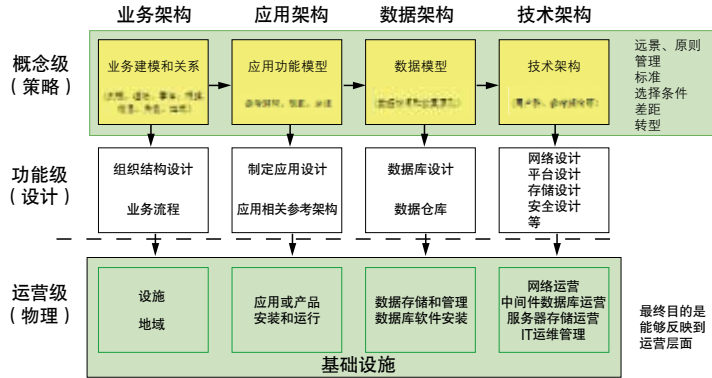 业务架构
应用架构
数据架构
技术架构
概念级
(策略)
业务建模和关系
应用功能模型
数据模型
技术架构
远景、原则
管理
标准
选择条件
差距
转型
功能级
(设计)
组织结构设计
业务流程
制定应用设计
应用相关参考架构
数据库设计
数据仓库
网络设计
平台设计
存储设计
安全设计
等
运营级
(物理)
设施
地域
应用或产品
安装和运行
数据存储和管理
数据库软件安装
网络运营
中间件数据库运营
服务器存储运营
IT运维管理
基础设施
最终目的是
能够反映到
运营层面